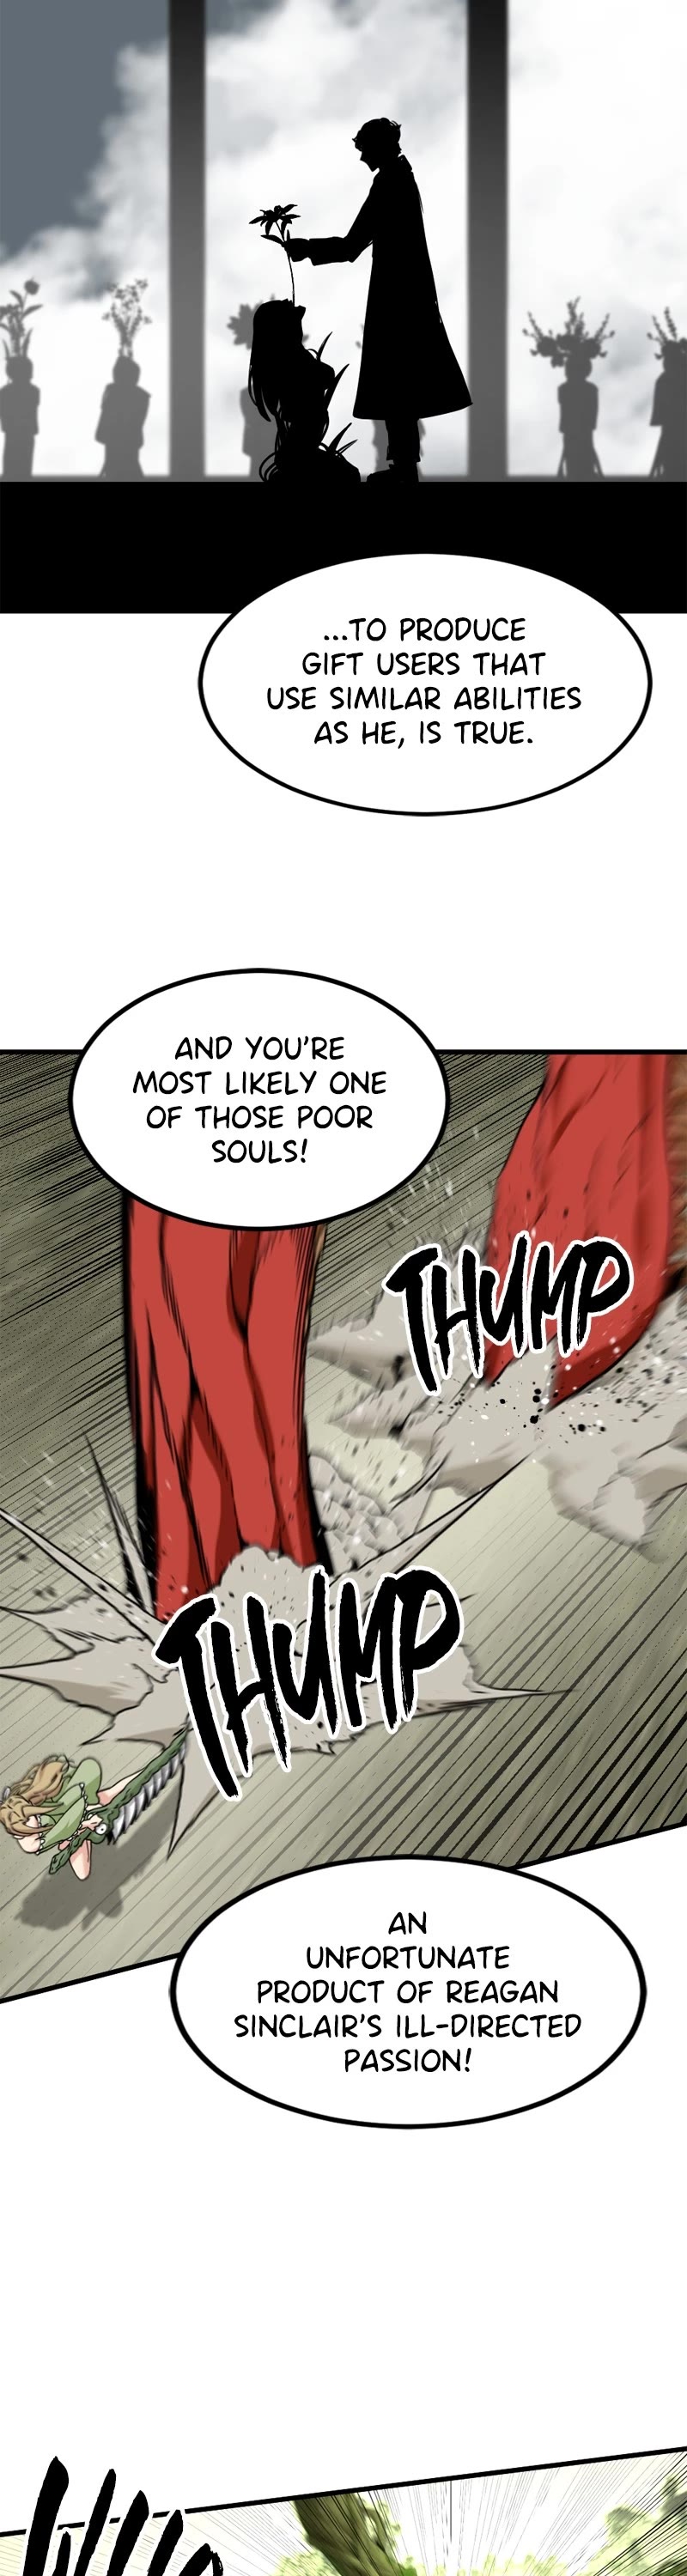 ...TO PRODUCE
GIFT USERS THAT
USE SIMILAR ABILITIES
AS HE, IS TRUE.
AND YOU'RE
MOST LIKELY ONE
OF THOSE POOR
SOULS!
THUMP
THUMP
AN
UNFORTUNATE
PRODUCT OF REAGAN
SINCLAIR'S ILL-DIRECTED
PASSION!